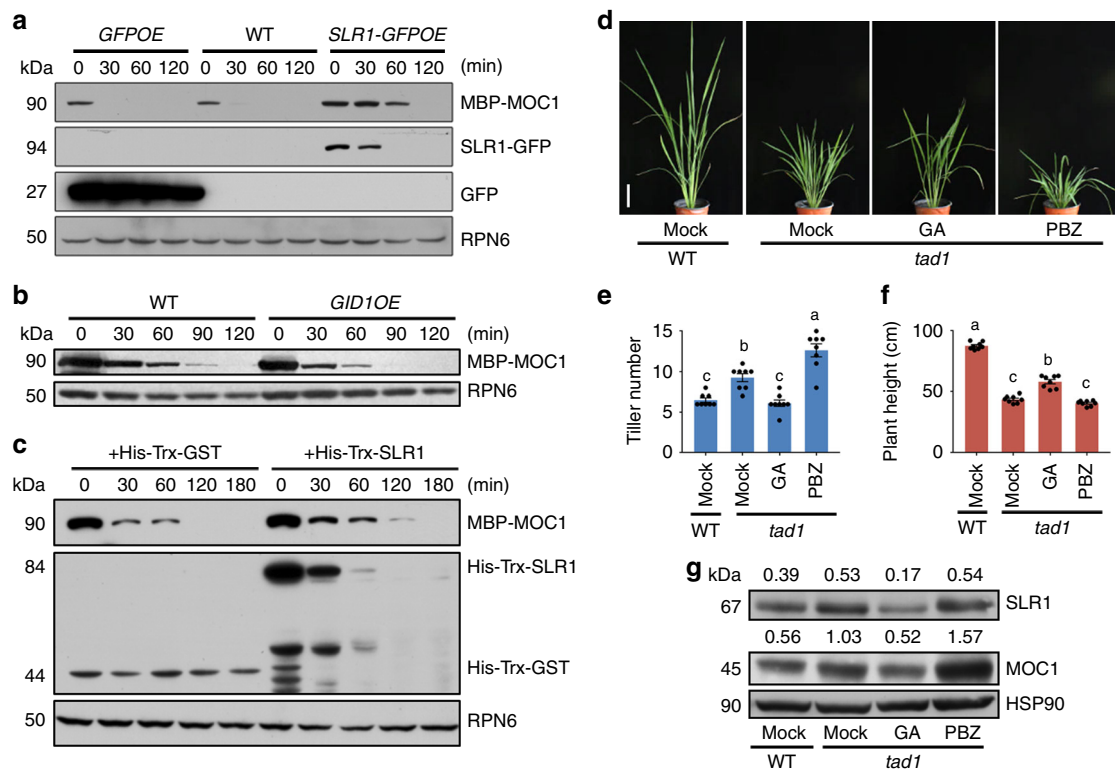 a
GFPOE WT SLR1-GFPOE
kDa 0 30 60 120 0 30 60 120 0 30 60 120 (min)
90 MBP-MOC1
94 SLR1-GFP
27 GFP
50 RPN6
b
WT GID1OE
kDa 0 30 60 90 120 0 30 60 90 120 (min)
90 MBP-MOC1
50 RPN6
c
+His-Trx-GST +His-Trx-SLR1
kDa 0 30 60 120 180 0 30 60 120 180 (min)
90 MBP-MOC1
84 His-Trx-SLR1
44 His-Trx-GST
50 RPN6
d
Mock Mock GA PBZ
WT tad1
e
Tiller number
15
10
5
0
c b c a
Mock Mock GA PBZ
WT tad1
f
Plant height (cm)
100
50
0
a c b c
Mock Mock GA PBZ
WT tad1
g
kDa 0.39 0.53 0.17 0.54
67 SLR1
0.56 1.03 0.52 1.57
45 MOC1
90 HSP90
Mock Mock GA PBZ
WT tad1